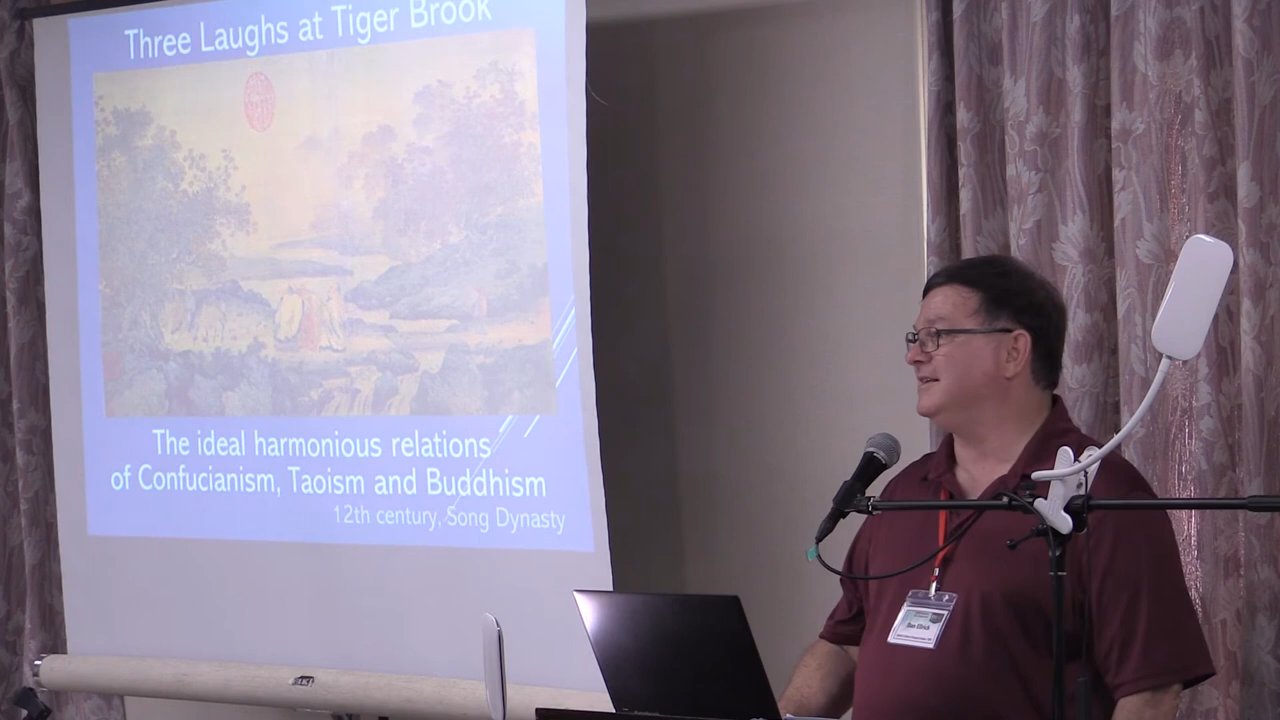 Three Laughs at Tiger Brook
The ideal harmonious relations
of Confucianism, Taoism and Buddhism
12th century, Song Dynasty